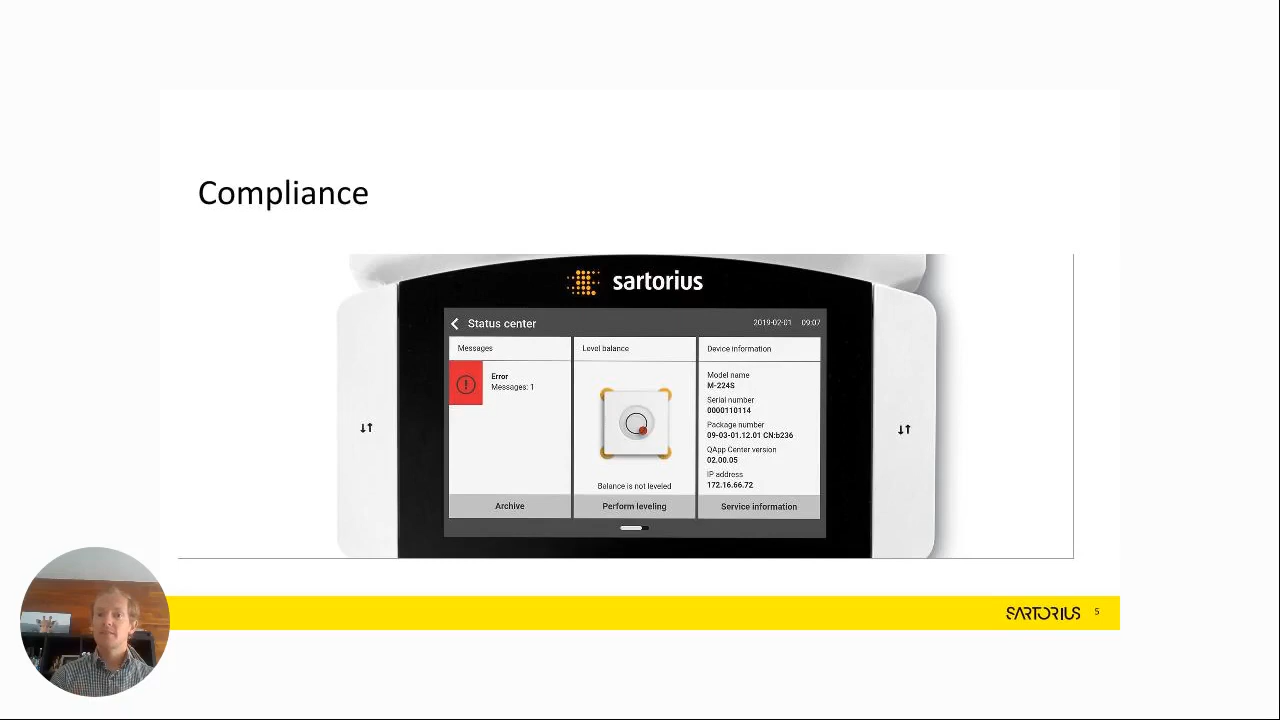 Compliance
sartorius
Status center
2019-02-01 09:07
Messages
Error
Messages: 1
Archive
Level balance
Balance is not leveled
Perform leveling
Device information
Model name
M-224S
Serial number
0000110114
Package number
09-03-01.12.01 CN:b236
QApp Center version
02.00.05
IP address
172.16.66.72
Service information
SARTORIUS
5